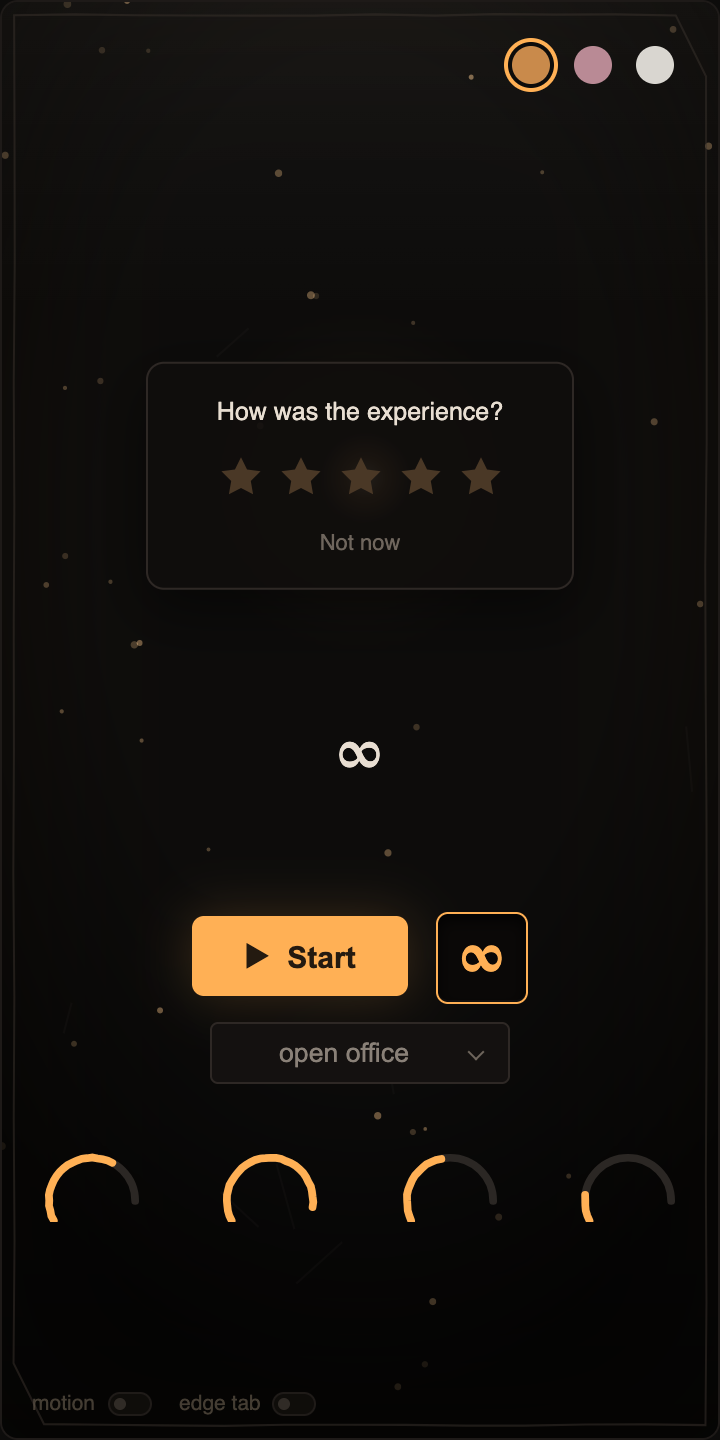 How was the experience?
Not now
∞
Start
∞
open office
motion
edge tab